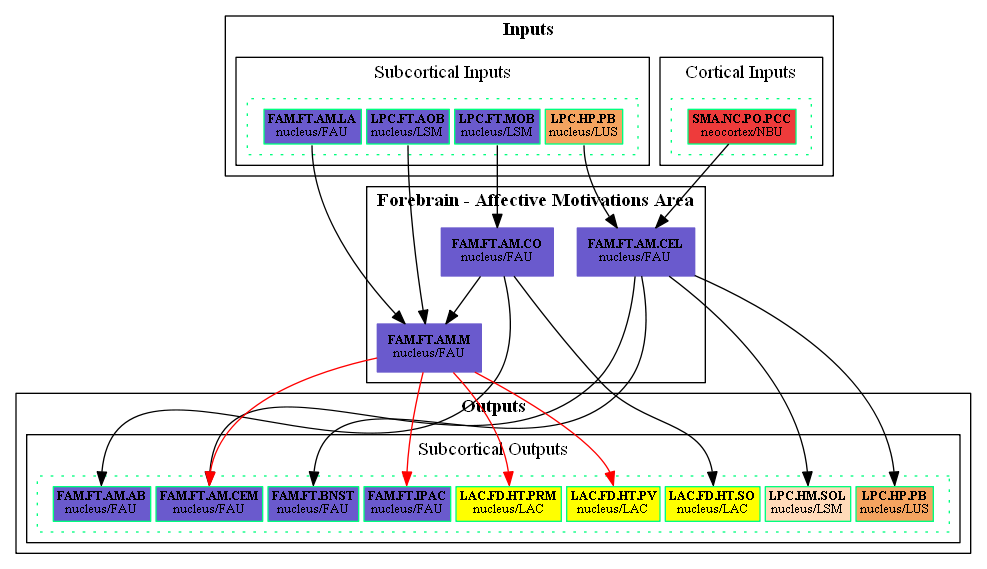 Inputs
Subcortical Inputs
Cortical Inputs
FAM.FT.AM.LA
nucleus/FAU
LPC.FT.AOB
nucleus/LSM
LPC.FT.MOB
nucleus/LSM
LPC.HP.PB
nucleus/LUS
SMA.NC.PO.PCC
neocortex/NBU
Forebrain - Affective Motivations Area
FAM.FT.AM.CO
nucleus/FAU
FAM.FT.AM.CEL
nucleus/FAU
FAM.FT.AM.M
nucleus/FAU
Outputs
Subcortical Outputs
FAM.FT.AM.AB
nucleus/FAU
FAM.FT.AM.CEM
nucleus/FAU
FAM.FT.BNST
nucleus/FAU
FAM.FT.IPAC
nucleus/FAU
LAC.FD.HT.PRM
nucleus/LAC
LAC.FD.HT.PV
nucleus/LAC
LAC.FD.HT.SO
nucleus/LAC
LPC.HM.SOL
nucleus/LSM
LPC.HP.PB
nucleus/LUS